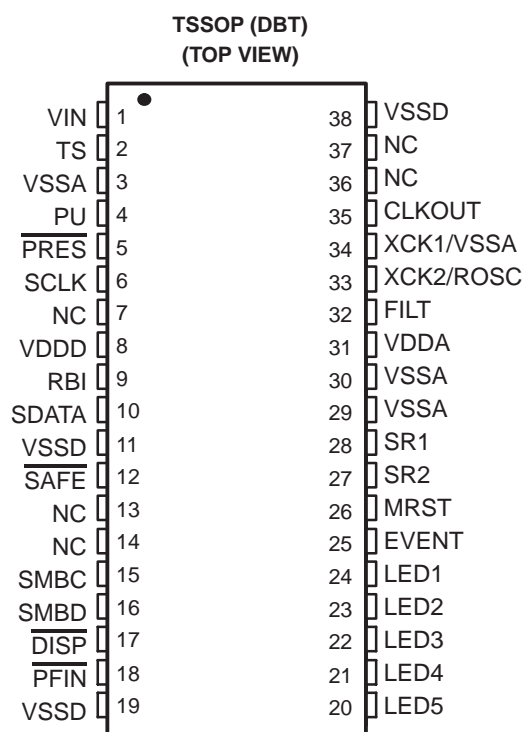 TSSOP (DBT)
(TOP VIEW)
VIN 1 38 VSSD
TS 2 37 NC
VSSA 3 36 NC
PU 4 35 CLKOUT
PRES 5 34 XCK1/VSSA
SCLK 6 33 XCK2/ROSC
NC 7 32 FILT
VDDD 8 31 VDDA
RBI 9 30 VSSA
SDATA 10 29 VSSA
VSSD 11 28 SR1
SAFE 12 27 SR2
NC 13 26 MRST
NC 14 25 EVENT
SMBC 15 24 LED1
SMBD 16 23 LED2
DISP 17 22 LED3
PFIN 18 21 LED4
VSSD 19 20 LED5